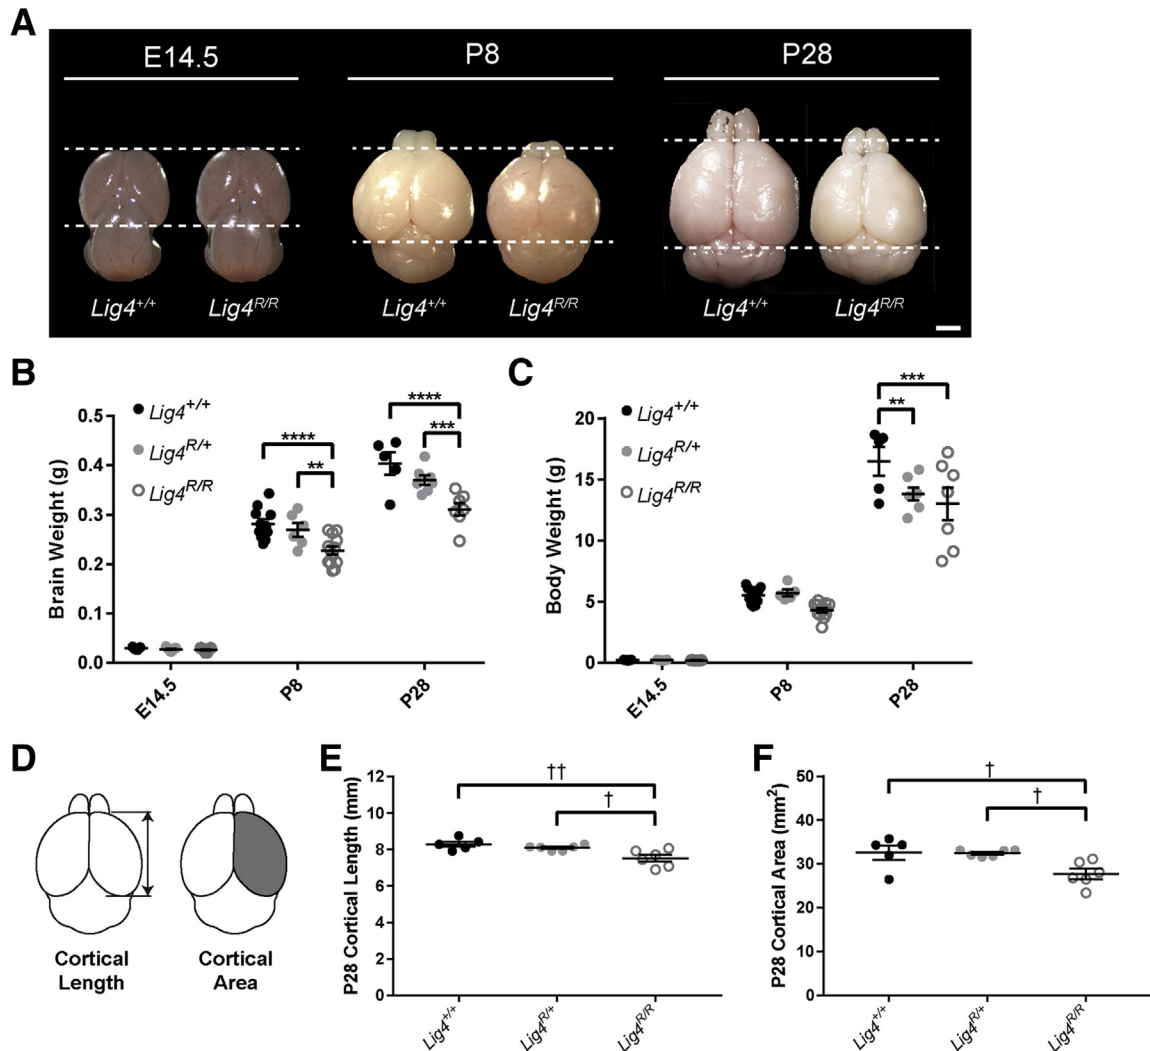 A
E14.5 P8 P28
Lig4+/+ Lig4R/R Lig4+/+ Lig4R/R Lig4+/+ Lig4R/R
B
Lig4+/+
Lig4R/+
Lig4R/R
Brain Weight (g)
0.5
0.4
0.3
0.2
0.1
0.0
****
**
****
***
E14.5 P8 P28
C
Lig4+/+
Lig4R/+
Lig4R/R
Body Weight (g)
20
15
10
5
0
***
**
E14.5 P8 P28
D
Cortical
Length
Cortical
Area
E
P28 Cortical Length (mm)
12
10
8
6
4
2
0
††
†
Lig4+/+ Lig4R/+ Lig4R/R
F
P28 Cortical Area (mm²)
50
40
30
20
10
0
†
†
Lig4+/+ Lig4R/+ Lig4R/R